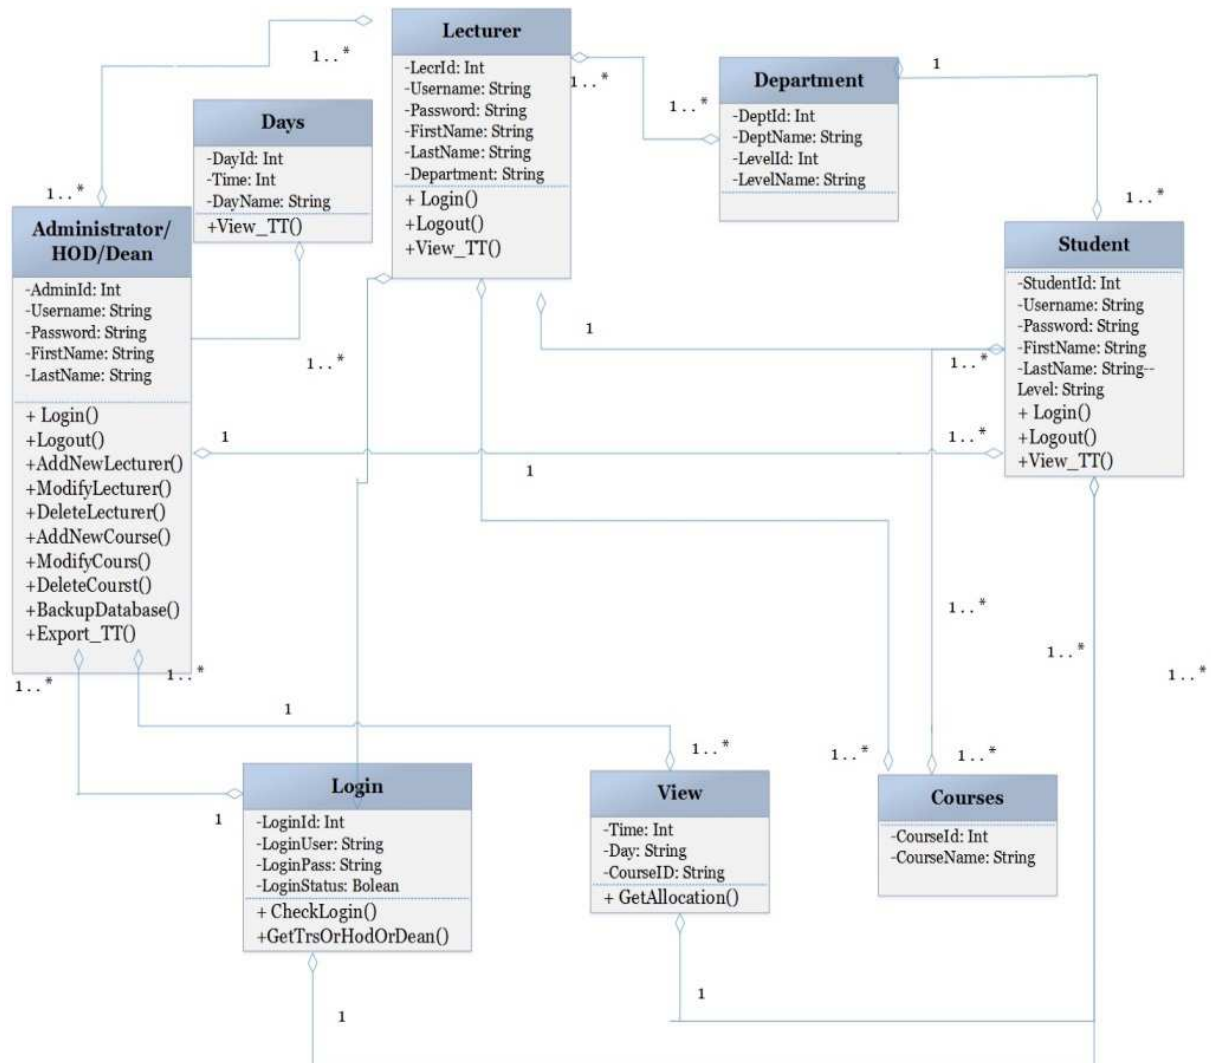 Lecturer
-LecrId: Int
-Username: String
-Password: String
-FirstName: String
-LastName: String
-Department: String
+ Login()
+Logout()
+View_TT()
1..*
1..*
1..*
1..*
Department
-DeptId: Int
-DeptName: String
-LevelId: Int
-LevelName: String
1
1..*
Days
-DayId: Int
-Time: Int
-DayName: String
+View_TT()
Administrator/
HOD/Dean
-AdminId: Int
-Username: String
-Password: String
-FirstName: String
-LastName: String
+ Login()
+Logout()
+AddNewLecturer()
+ModifyLecturer()
+DeleteLecturer()
+AddNewCourse()
+ModifyCours()
+DeleteCourst()
+BackupDatabase()
+Export_TT()
Student
-StudentId: Int
-Username: String
-Password: String
-FirstName: String
-LastName: String--
Level: String
+ Login()
+Logout()
+View_TT()
1
1..*
1..*
1
1..*
1
1..*
1..*
1..*
1..*
1..*
1
1..*
1..*
1..*
Login
-LoginId: Int
-LoginUser: String
-LoginPass: String
-LoginStatus: Bolean
+ CheckLogin()
+GetTrsOrHodOrDean()
1
View
-Time: Int
-Day: String
-CourseID: String
+ GetAllocation()
Courses
-CourseId: Int
-CourseName: String
1
1